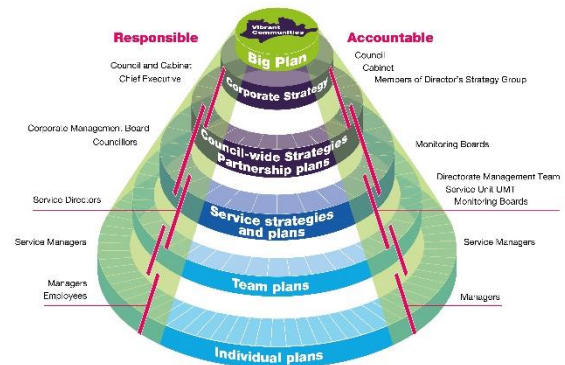 Vibrant
Communities
Responsible
Accountable
Big Plan
Council and Cabinet
Chief Executive
Council
Cabinet
Members of Director's Strategy Group
Corporate Strategy
Corporate Management Board
Councillors
Monitoring Boards
Council-wide Strategies
Partnership plans
Directorate Management Team
Service Unit UMT
Monitoring Boards
Service Directors
Service strategies
and plans
Service Managers
Service Managers
Team plans
Managers
Employees
Managers
Individual plans